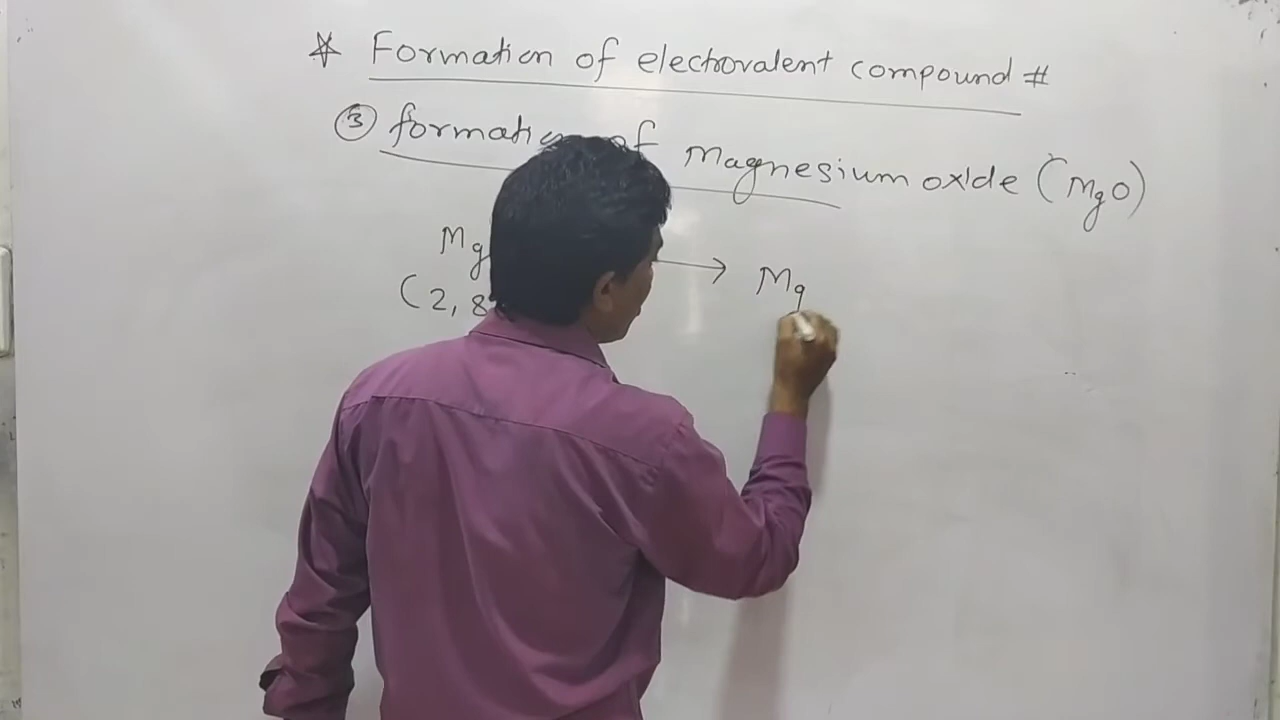 * Formation of electrovalent compound #
③ formation of Magnesium oxide (MgO)
Mg → Mg
(2, 8